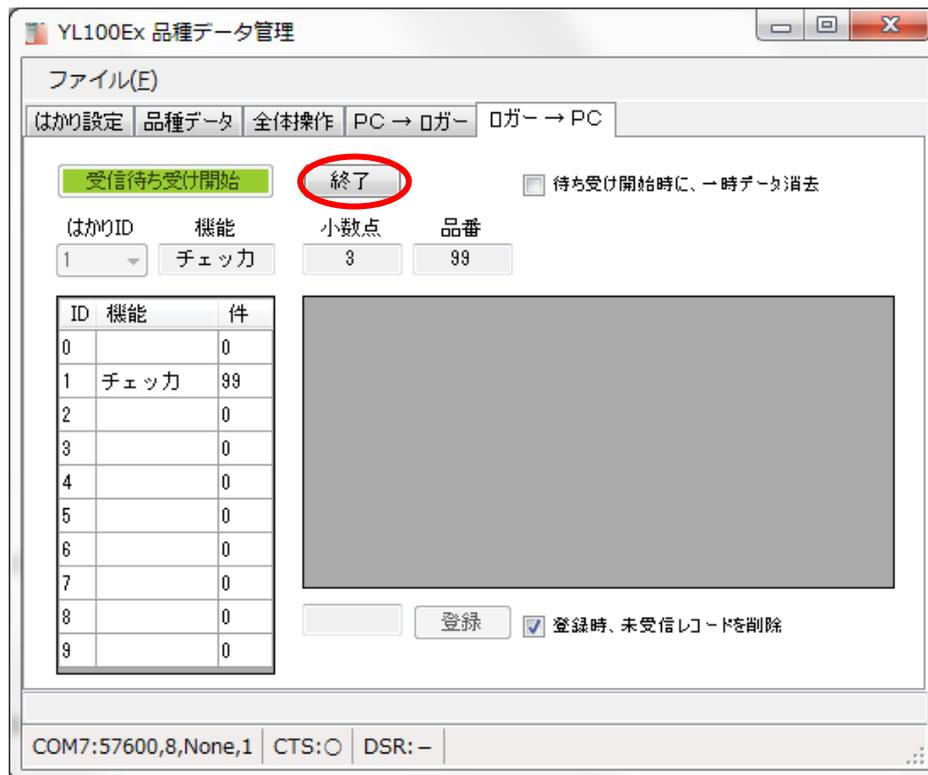 YL100Ex 品種データ管理
ファイル(F)
はかり設定 品種データ 全体操作 PC → ロガー ロガー → PC
受信待ち受け開始 終了 待ち受け開始時に、一時データ消去
はかりID 機能 小数点 品番
1 チェッカ 3 99
ID 機能 件
0 0
1 チェッカ 99
2 0
3 0
4 0
5 0
6 0
7 0
8 0
9 0
登録 登録時、未受信レコードを削除
COM7:57600,8,None,1 CTS:○ DSR:−